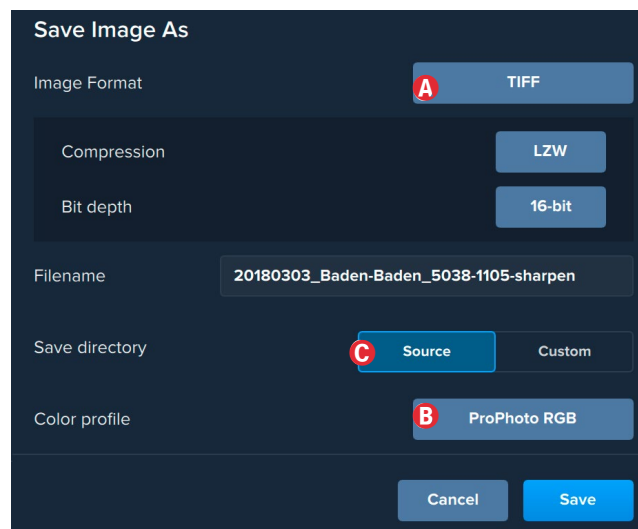 Save Image As
Image Format A TIFF
Compression LZW
Bit depth 16-bit
Filename 20180303_Baden-Baden_5038-1105-sharpen
Save directory C Source Custom
Color profile B ProPhoto RGB
Cancel Save